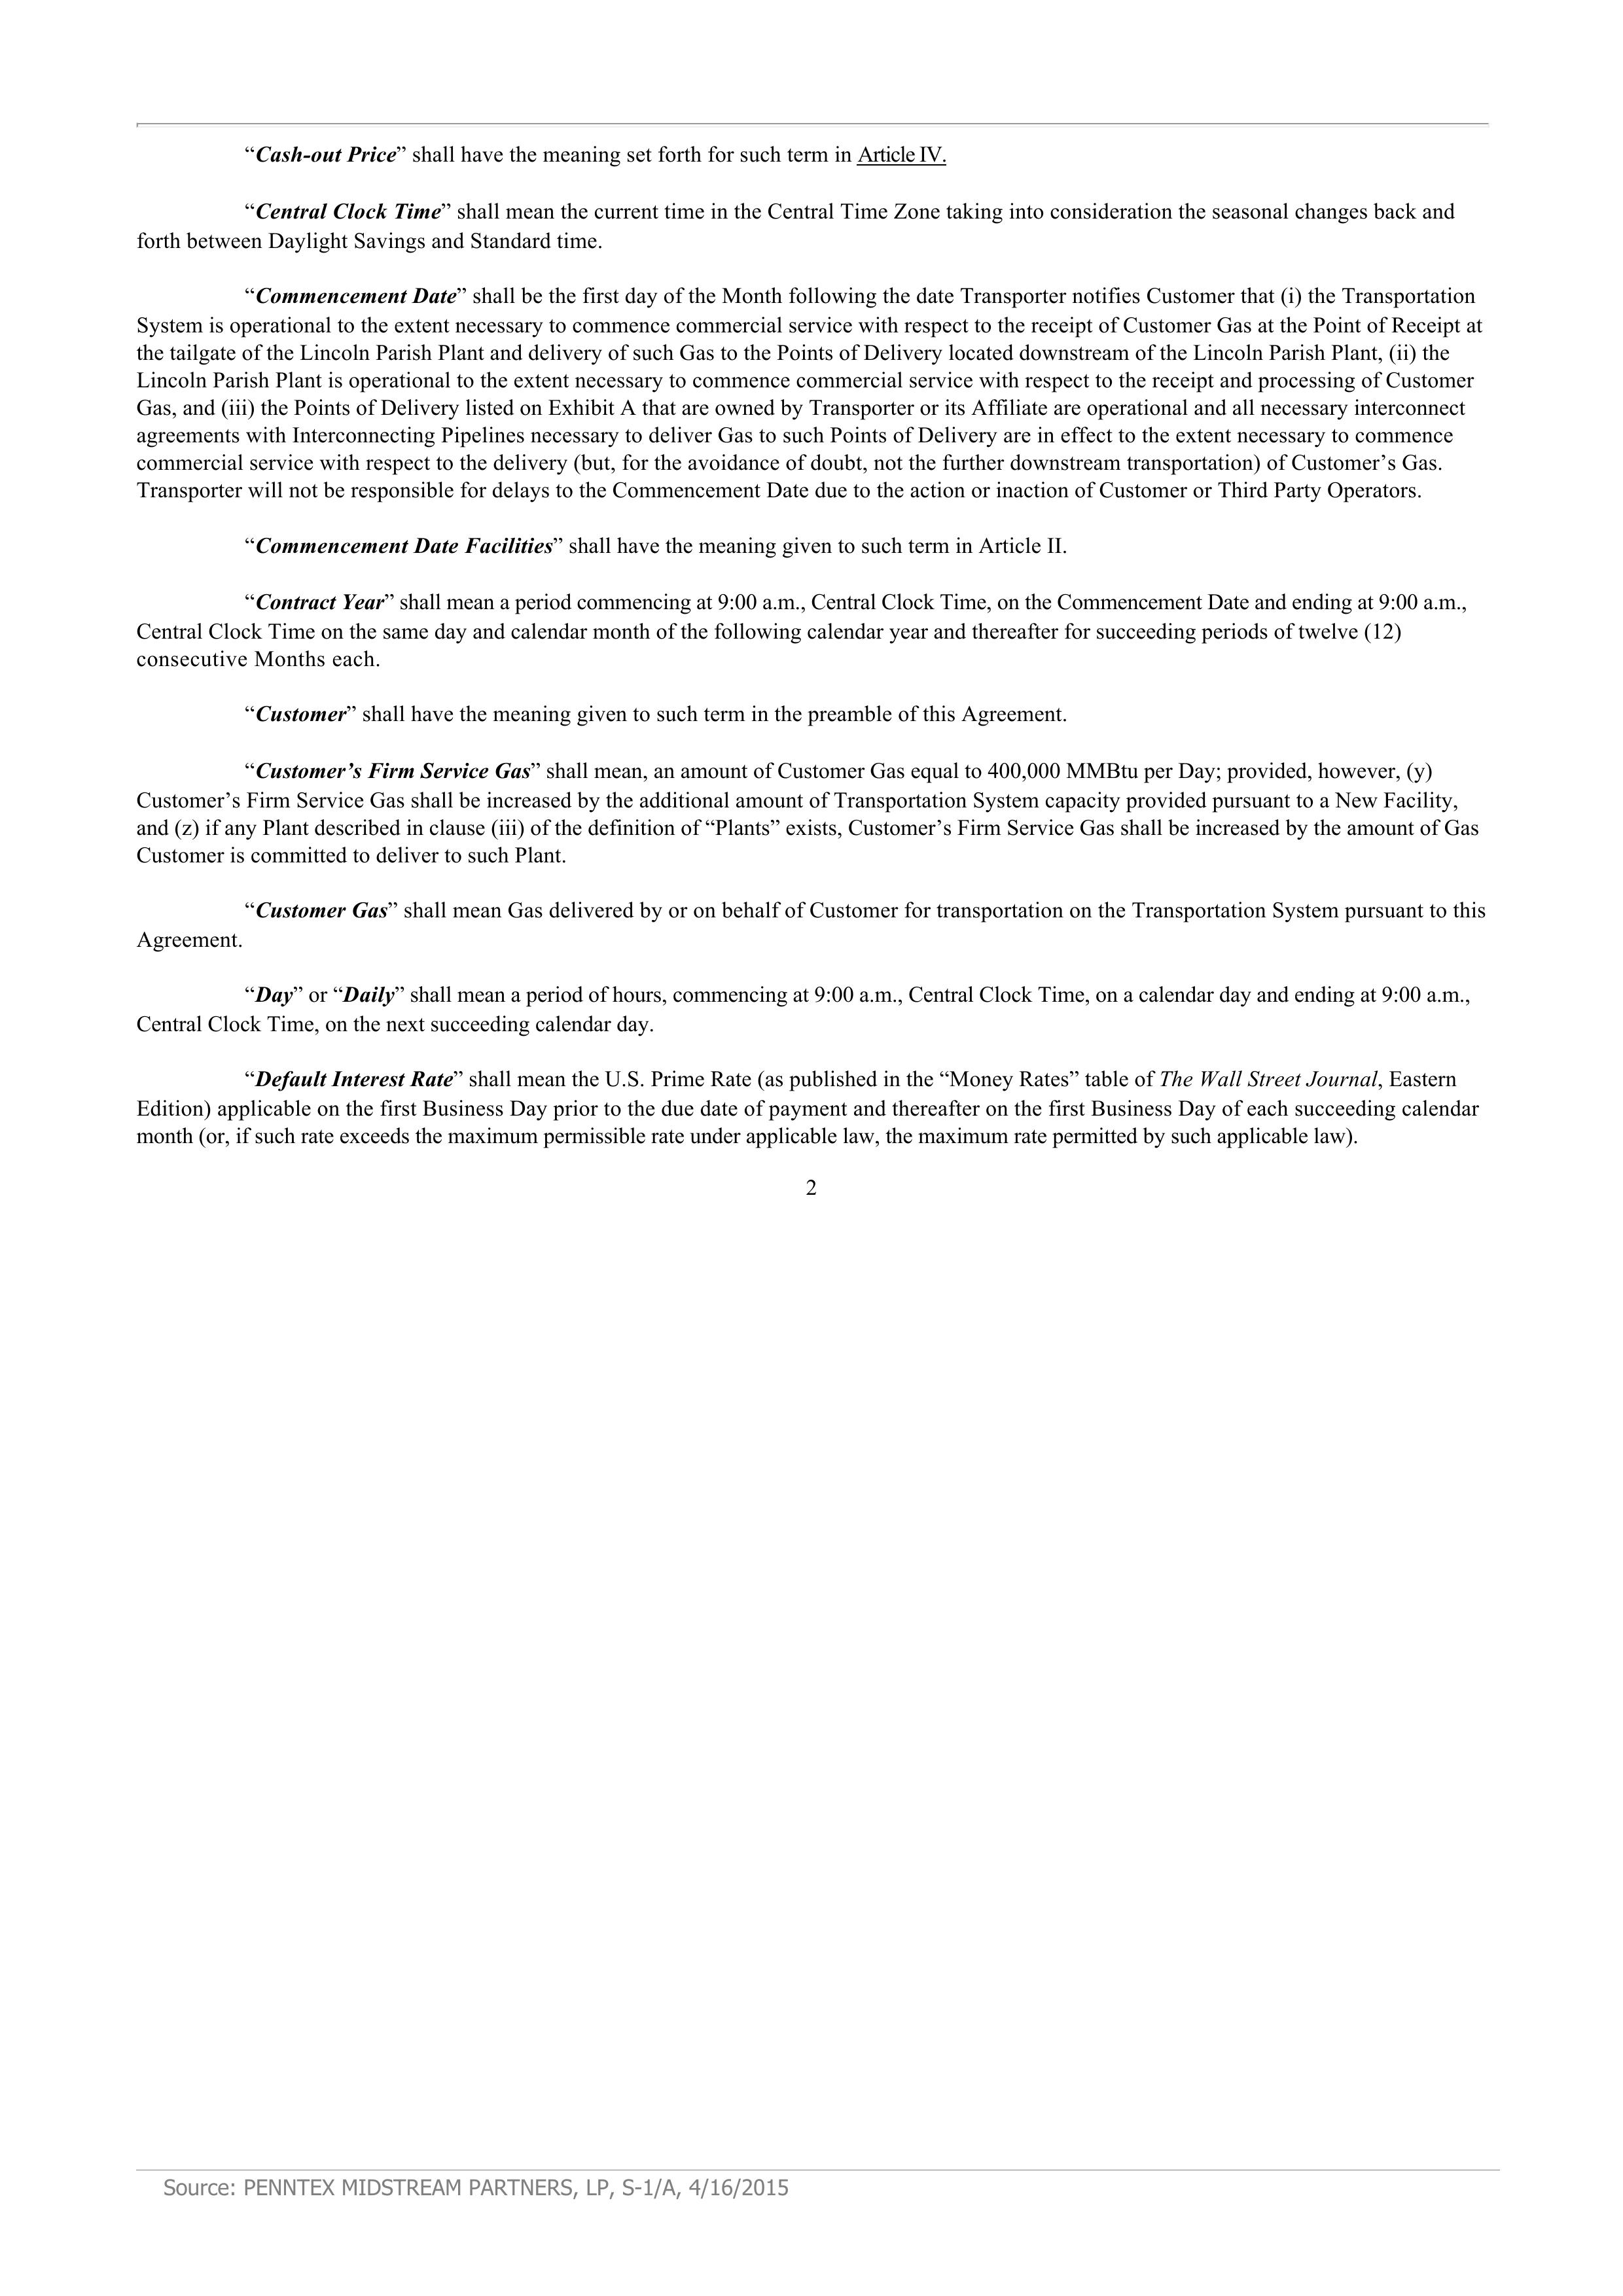 “Cash-out Price” shall have the meaning set forth for such term in Article IV.
“Central Clock Time” shall mean the current time in the Central Time Zone taking into consideration the seasonal changes back and
forth between Daylight Savings and Standard time.
“Commencement Date” shall be the first day of the Month following the date Transporter notifies Customer that (i) the Transportation
System is operational to the extent necessary to commence commercial service with respect to the receipt of Customer Gas at the Point of Receipt at
the tailgate of the Lincoln Parish Plant and delivery of such Gas to the Points of Delivery located downstream of the Lincoln Parish Plant, (ii) the
Lincoln Parish Plant is operational to the extent necessary to commence commercial service with respect to the receipt and processing of Customer
Gas, and (iii) the Points of Delivery listed on Exhibit A that are owned by Transporter or its Affiliate are operational and all necessary interconnect
agreements with Interconnecting Pipelines necessary to deliver Gas to such Points of Delivery are in effect to the extent necessary to commence
commercial service with respect to the delivery (but, for the avoidance of doubt, not the further downstream transportation) of Customer’s Gas.
Transporter will not be responsible for delays to the Commencement Date due to the action or inaction of Customer or Third Party Operators.
“Commencement Date Facilities” shall have the meaning given to such term in Article II.
“Contract Year” shall mean a period commencing at 9:00 a.m., Central Clock Time, on the Commencement Date and ending at 9:00 a.m.,
Central Clock Time on the same day and calendar month of the following calendar year and thereafter for succeeding periods of twelve (12)
consecutive Months each.
“Customer” shall have the meaning given to such term in the preamble of this Agreement.
“Customer’s Firm Service Gas” shall mean, an amount of Customer Gas equal to 400,000 MMBtu per Day; provided, however, (y)
Customer’s Firm Service Gas shall be increased by the additional amount of Transportation System capacity provided pursuant to a New Facility,
and (z) if any Plant described in clause (iii) of the definition of “Plants” exists, Customer’s Firm Service Gas shall be increased by the amount of Gas
Customer is committed to deliver to such Plant.
“Customer Gas” shall mean Gas delivered by or on behalf of Customer for transportation on the Transportation System pursuant to this
Agreement.
“Day” or “Daily” shall mean a period of hours, commencing at 9:00 a.m., Central Clock Time, on a calendar day and ending at 9:00 a.m.,
Central Clock Time, on the next succeeding calendar day.
“Default Interest Rate” shall mean the U.S. Prime Rate (as published in the “Money Rates” table of The Wall Street Journal, Eastern
Edition) applicable on the first Business Day prior to the due date of payment and thereafter on the first Business Day of each succeeding calendar
month (or, if such rate exceeds the maximum permissible rate under applicable law, the maximum rate permitted by such applicable law).
2
Source: PENNTEX MIDSTREAM PARTNERS, LP, S-1/A, 4/16/2015